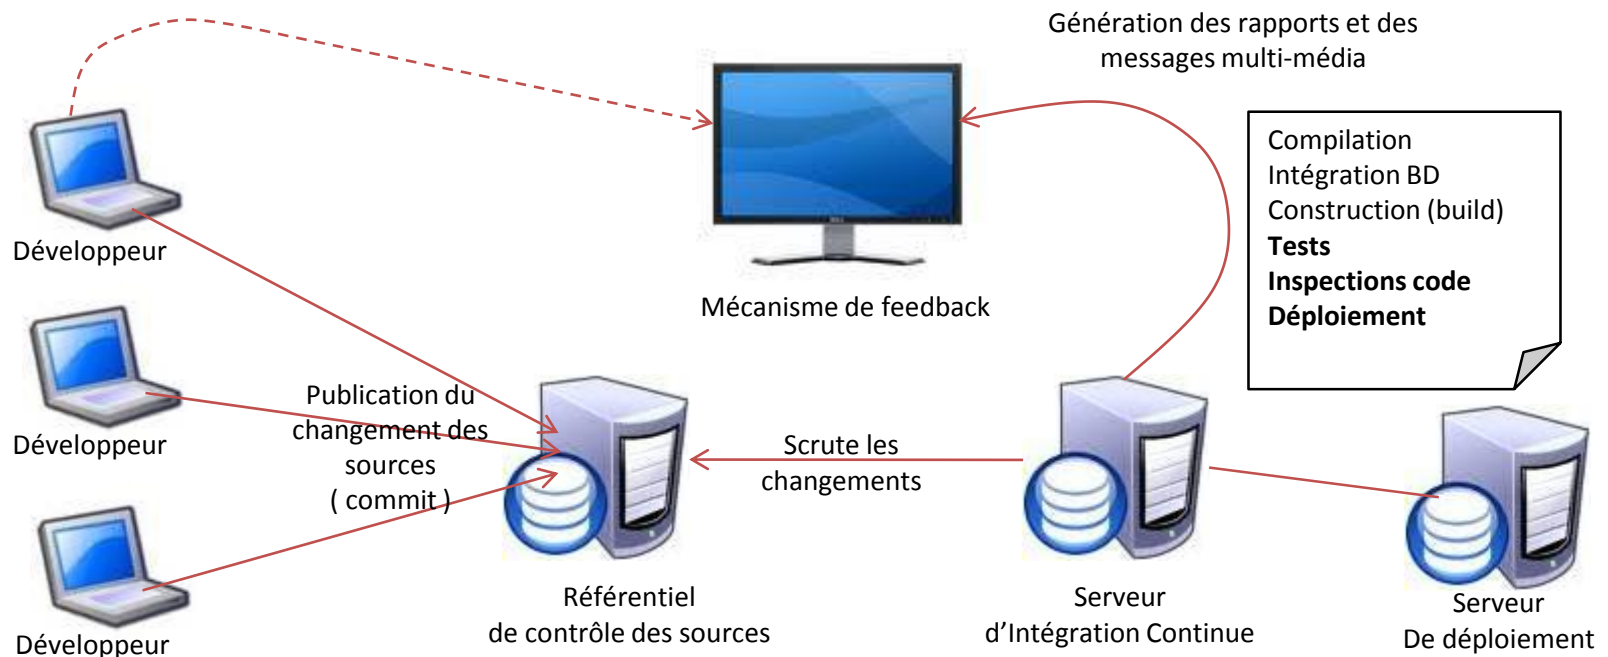 Génération des rapports et des
messages multi-média
Compilation
Intégration BD
Construction (build)
Tests
Inspections code
Déploiement
Développeur
Mécanisme de feedback
Développeur
Publication du
changement des
sources
( commit )
Scrute les
changements
Développeur
Référentiel
de contrôle des sources
Serveur
d’Intégration Continue
Serveur
De déploiement